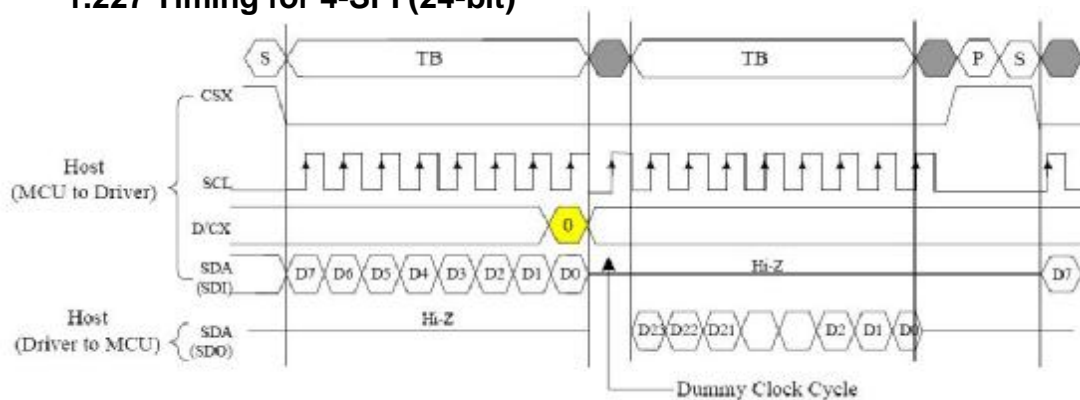 1.227 Timing for 4-SPI (24-bit)
S TB TB P S
CSX
Host
(MCU to Driver)
SCL
D/CX 0
SDA
(SDI)
D7 D6 D5 D4 D3 D2 D1 D0 Hi-Z D7
Host
(Driver to MCU)
SDA
(SDO)
Hi-Z D23 D22 D21 D2 D1 D0
Dummy Clock Cycle